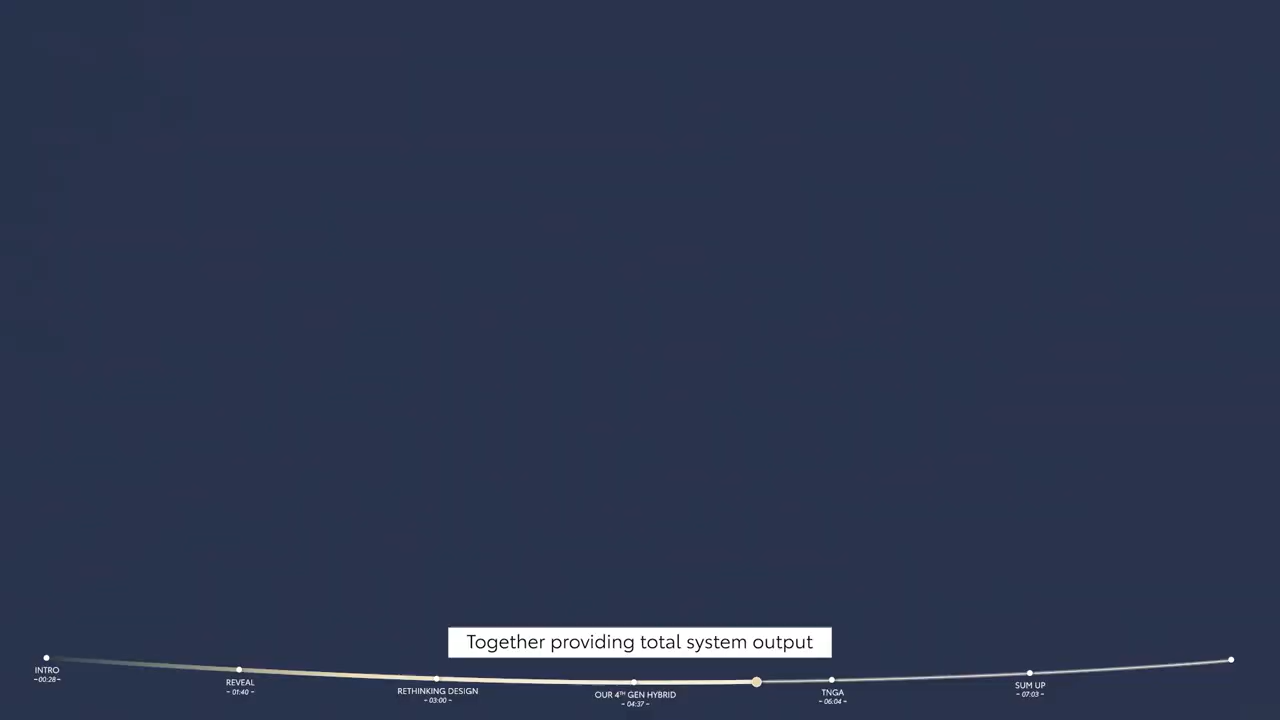 Together providing total system output
INTRO
~00:28~
REVEAL
~ 01:40 ~
RETHINKING DESIGN
~ 03:00 ~
OUR 4TH GEN HYBRID
~ 04:37 ~
TNGA
~ 06:04 ~
SUM UP
~ 07:03 ~